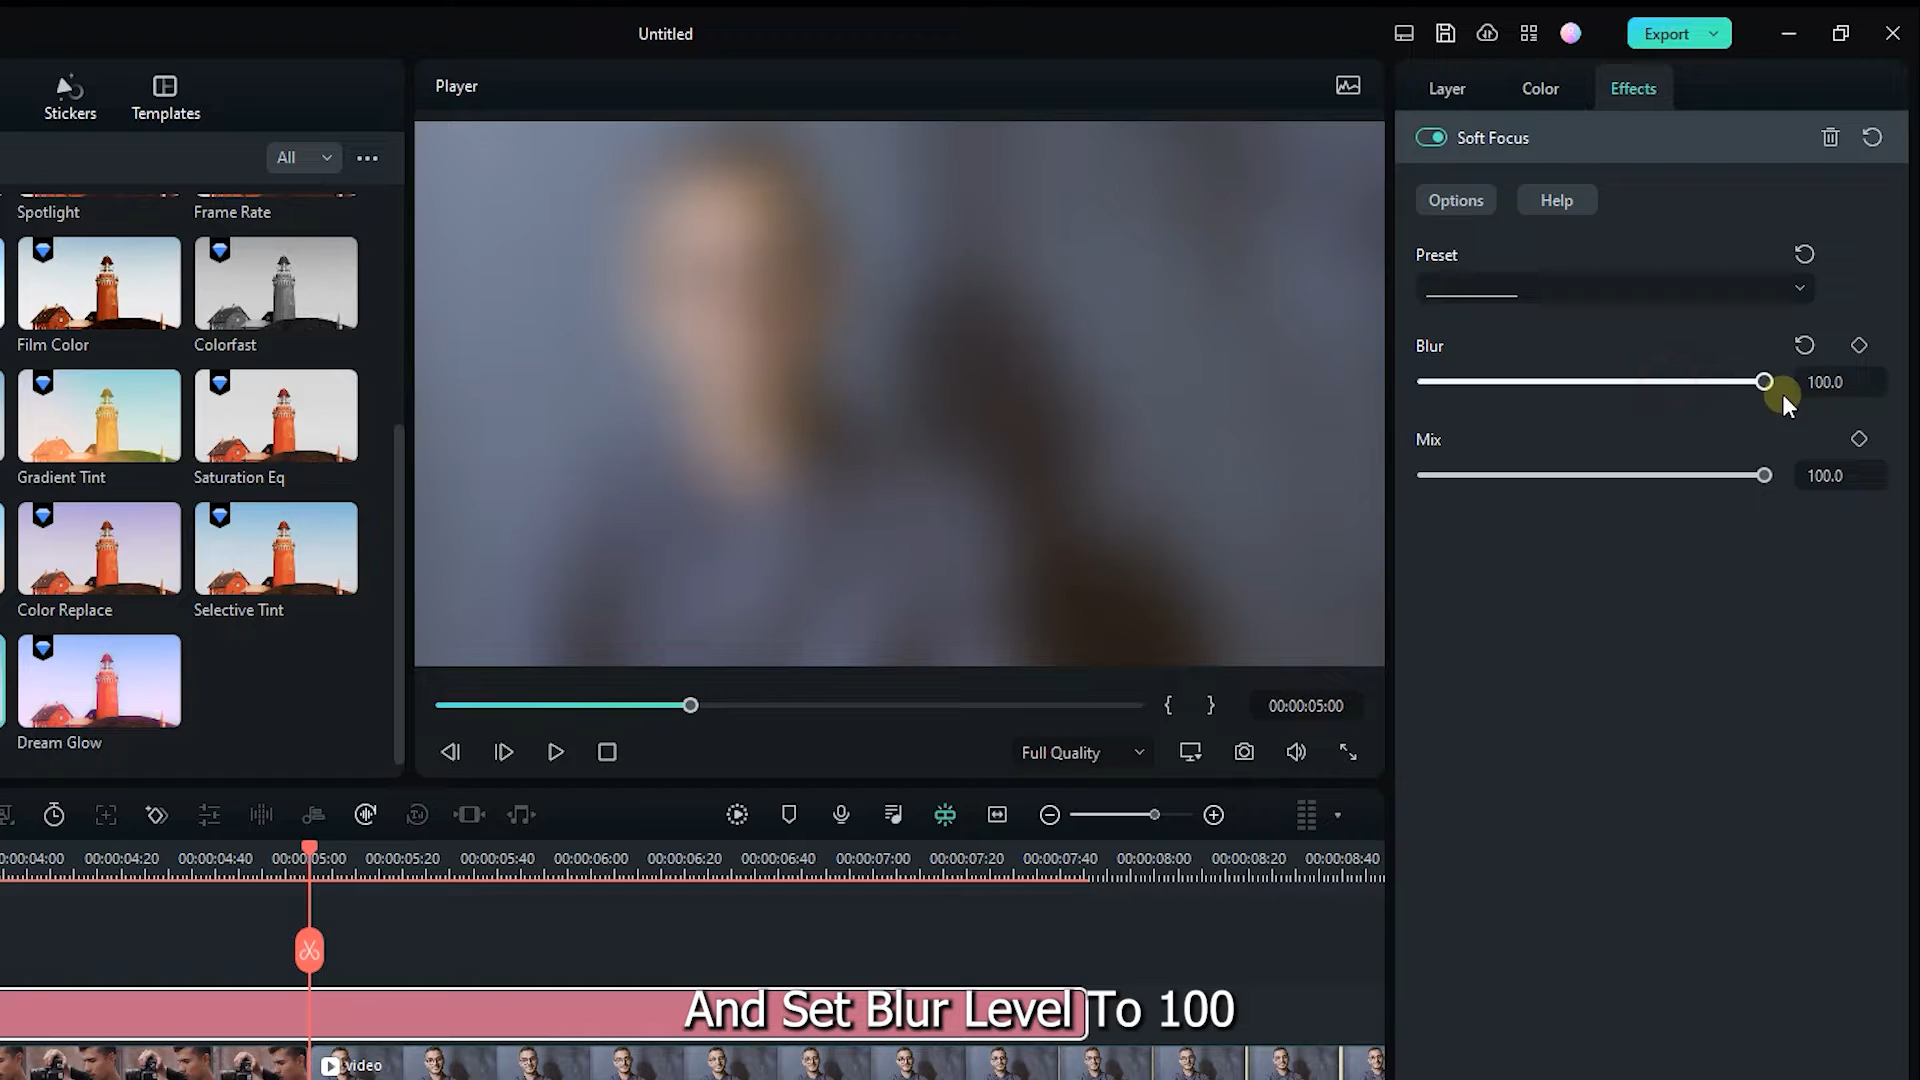 Untitled
Export
Stickers
Templates
Player
Layer
Color
Effects
All
Soft Focus
Options
Help
Spotlight
Frame Rate
Preset
Film Color
Colorfast
Blur
100.0
Mix
100.0
Gradient Tint
Saturation Eq
Color Replace
Selective Tint
Dream Glow
00:00:05:00
Full Quality
0:00:04:00 00:00:04:20 00:00:04:40 00:00:05:00 00:00:05:20 00:00:05:40 00:00:06:00 00:00:06:20 00:00:06:40 00:00:07:00 00:00:07:20 00:00:07:40 00:00:08:00 00:00:08:20 00:00:08:40
And Set Blur Level To 100
video